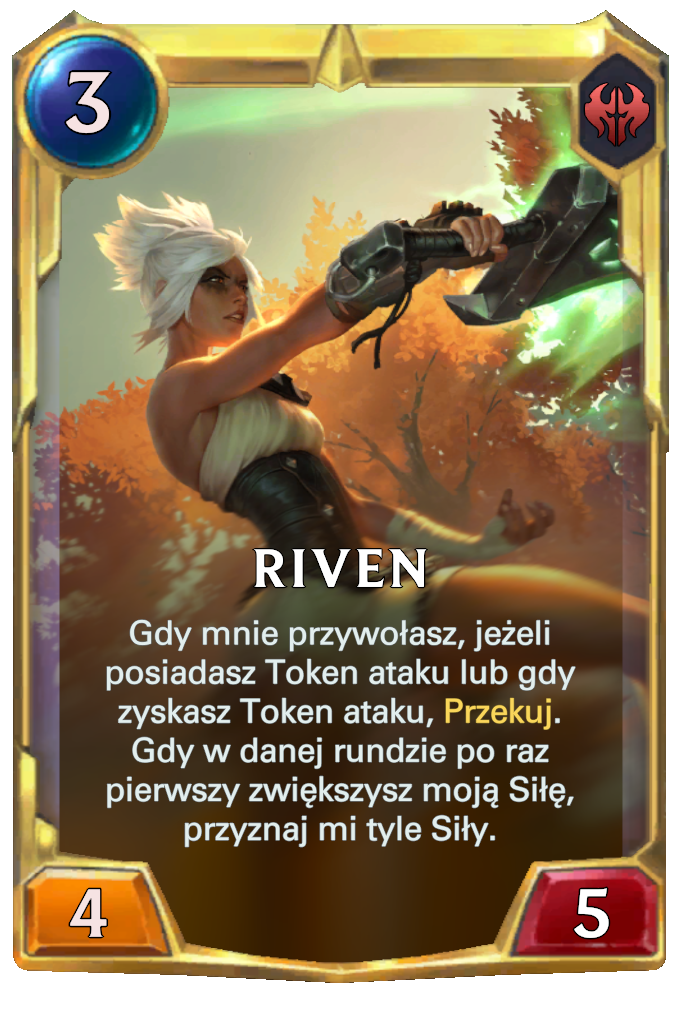 3
RIVEN
Gdy mnie przywołasz, jeżeli
posiadasz Token ataku lub gdy
zyskasz Token ataku, Przekuj.
Gdy w danej rundzie po raz
pierwszy zwiększysz moją Siłę,
przyznaj mi tyle Siły.
4
5